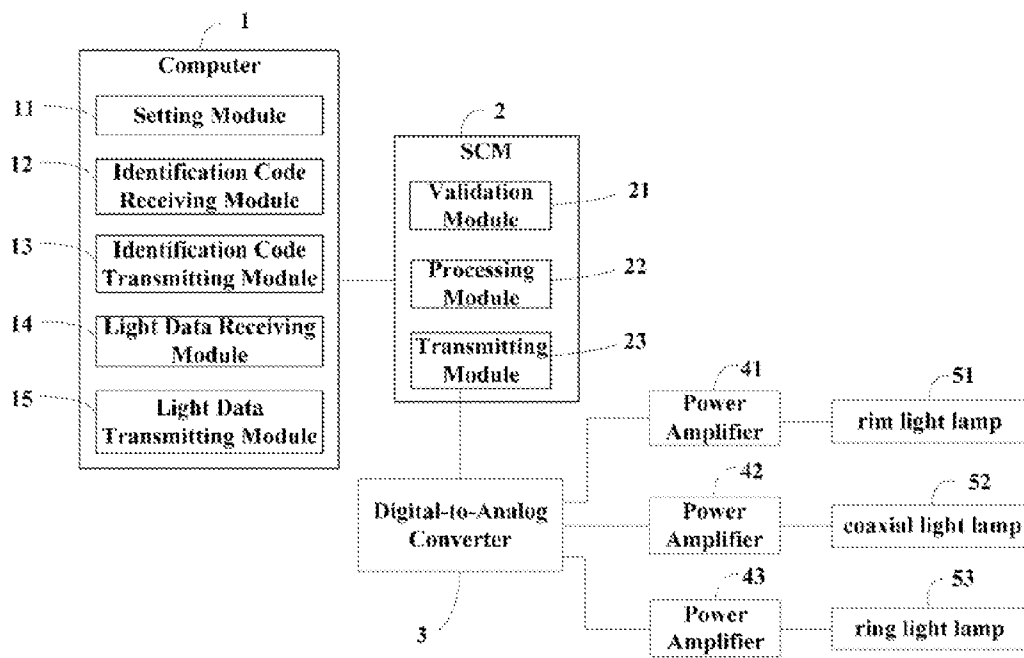 1
Computer
11
Setting Module
12
Identification Code
Receiving Module
13
Identification Code
Transmitting Module
14
Light Data Receiving
Module
15
Light Data
Transmitting Module
2
SCM
21
Validation
Module
22
Processing
Module
23
Transmitting
Module
Digital-to-Analog
Converter
3
41
Power
Amplifier
51
rim light lamp
42
Power
Amplifier
52
coaxial light lamp
43
Power
Amplifier
53
ring light lamp